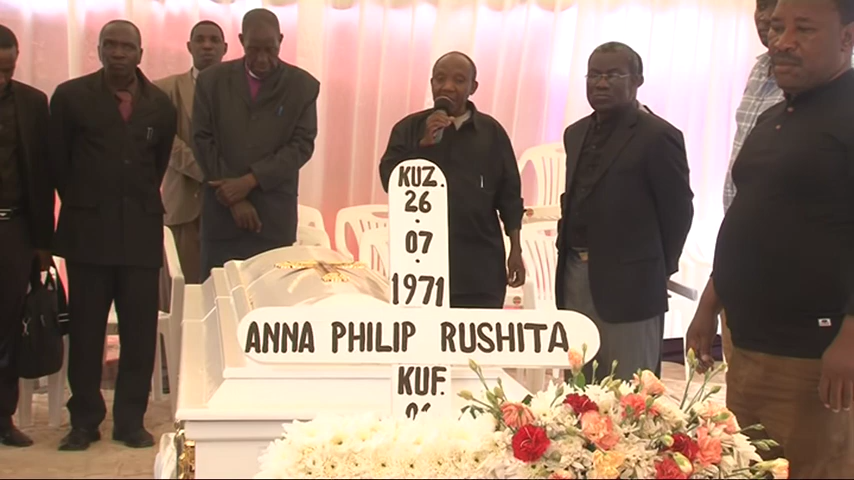 KUZ.
26
.
07
.
1971
ANNA PHILIP RUSHITA
KUF.